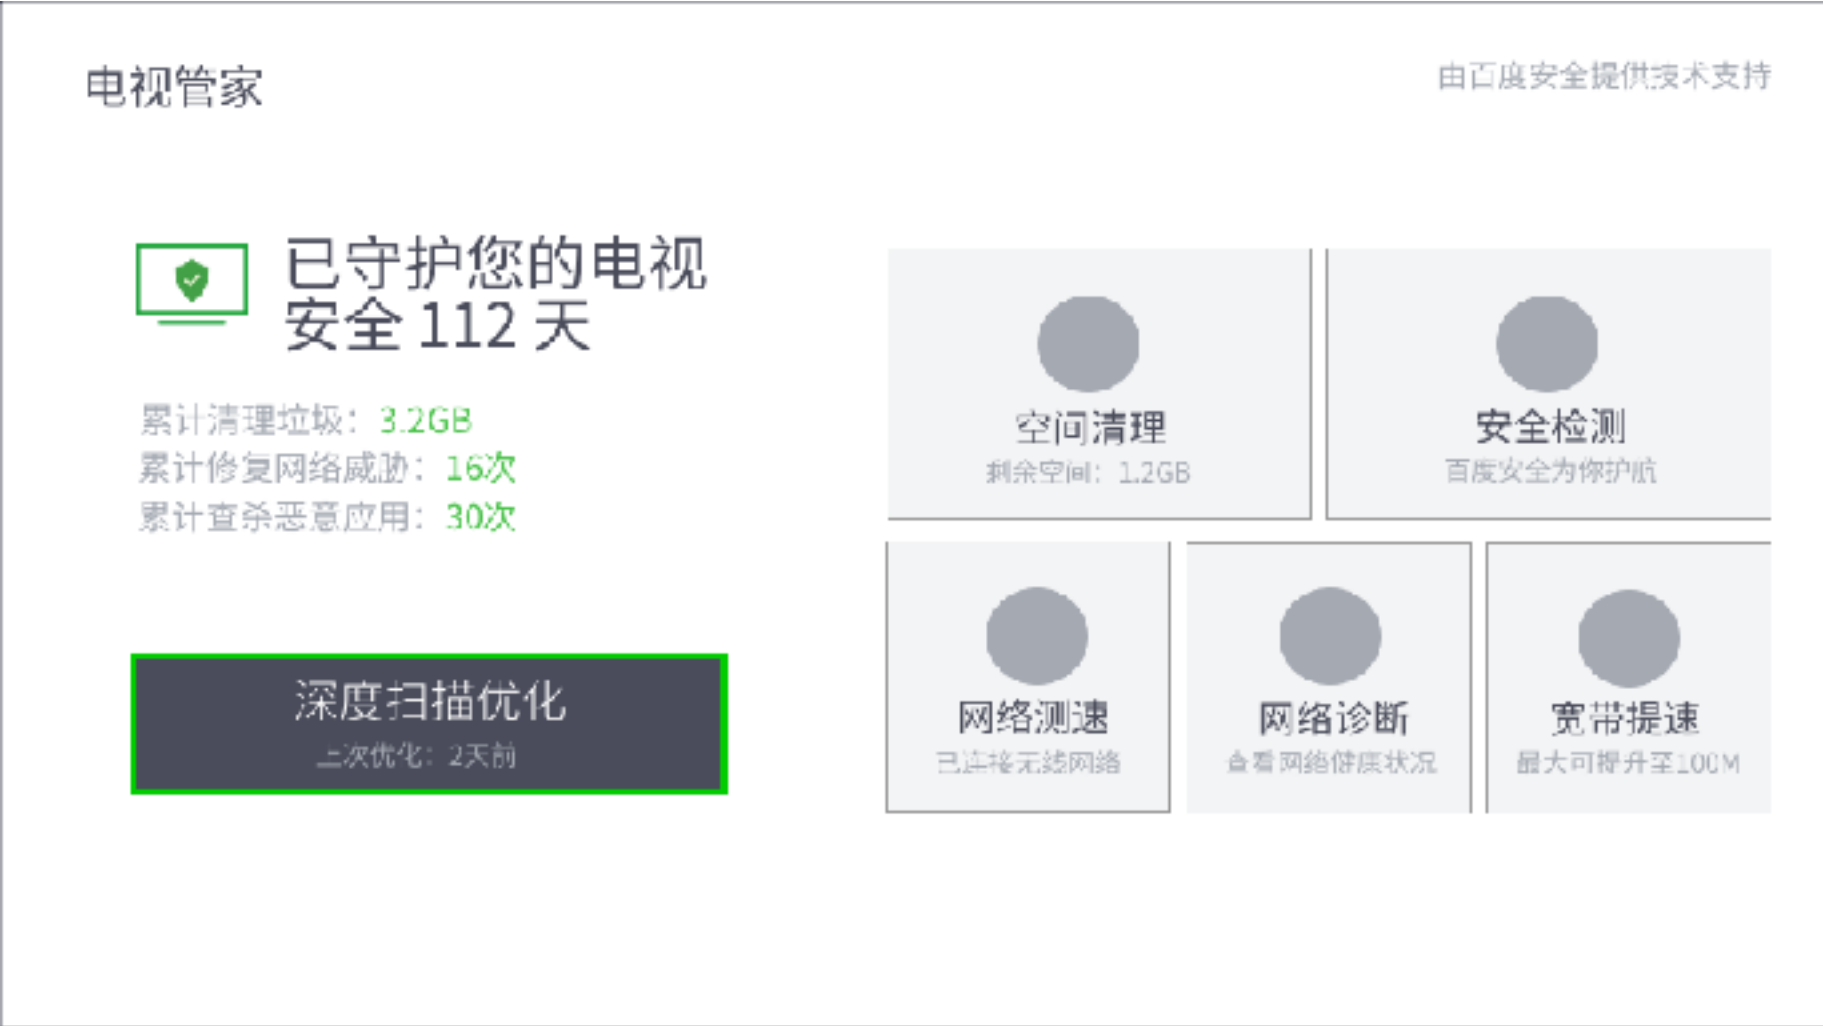 电视管家
由百度安全提供技术支持
已守护您的电视
安全 112 天
累计清理垃圾：3.2GB
累计修复网络威胁：16次
累计查杀恶意应用：30次
深度扫描优化
上次优化：2天前
空间清理
剩余空间：1.2GB
安全检测
百度安全为你护航
网络测速
已连接无线网络
网络诊断
查看网络健康状况
宽带提速
最大可提升至100M